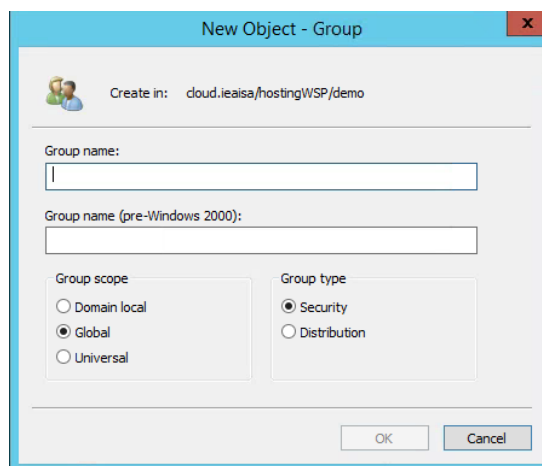 New Object - Group
x
Create in: cloud.ieaisa/hostingWSP/demo
Group name:
Group name (pre-Windows 2000):
Group scope
Domain local
Global
Universal
Group type
Security
Distribution
OK
Cancel